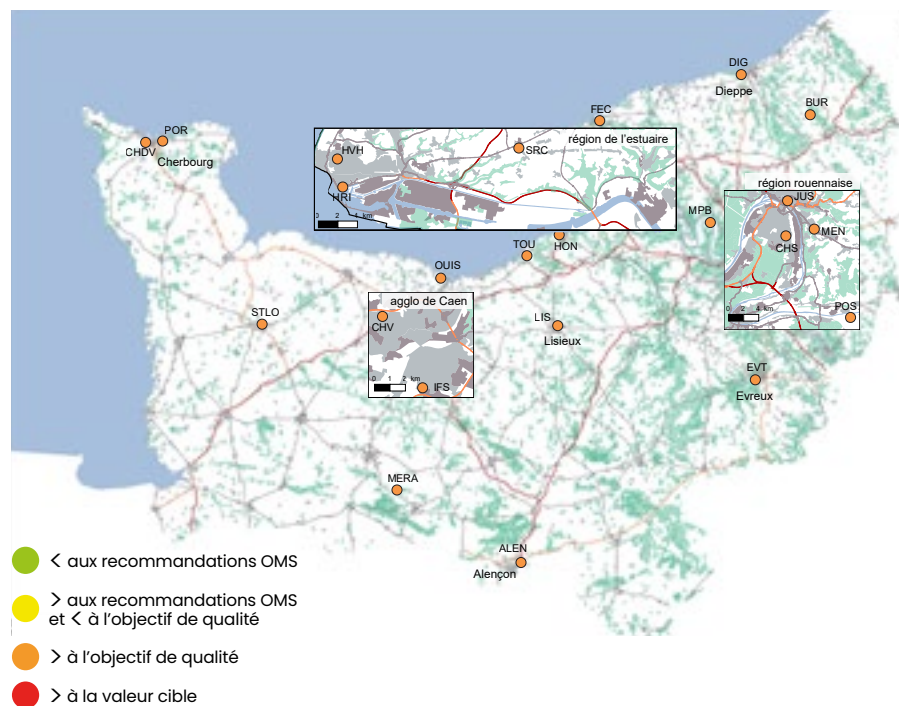 DIG
Dieppe
BUR
FEC
POR
CHDV
Cherbourg
région de l'estuaire
HVH
SRC
HRI
0 2 4 km
région rouennaise
JUS
MPB
MEN
CHS
TOU
HON
OUIS
POS
0 2 4 km
agglo de Caen
STLO
CHV
LIS
Lisieux
0 1 2 km
IFS
EVT
Evreux
MERA
ALEN
Alençon
< aux recommandations OMS
> aux recommandations OMS
et < à l'objectif de qualité
> à l'objectif de qualité
> à la valeur cible